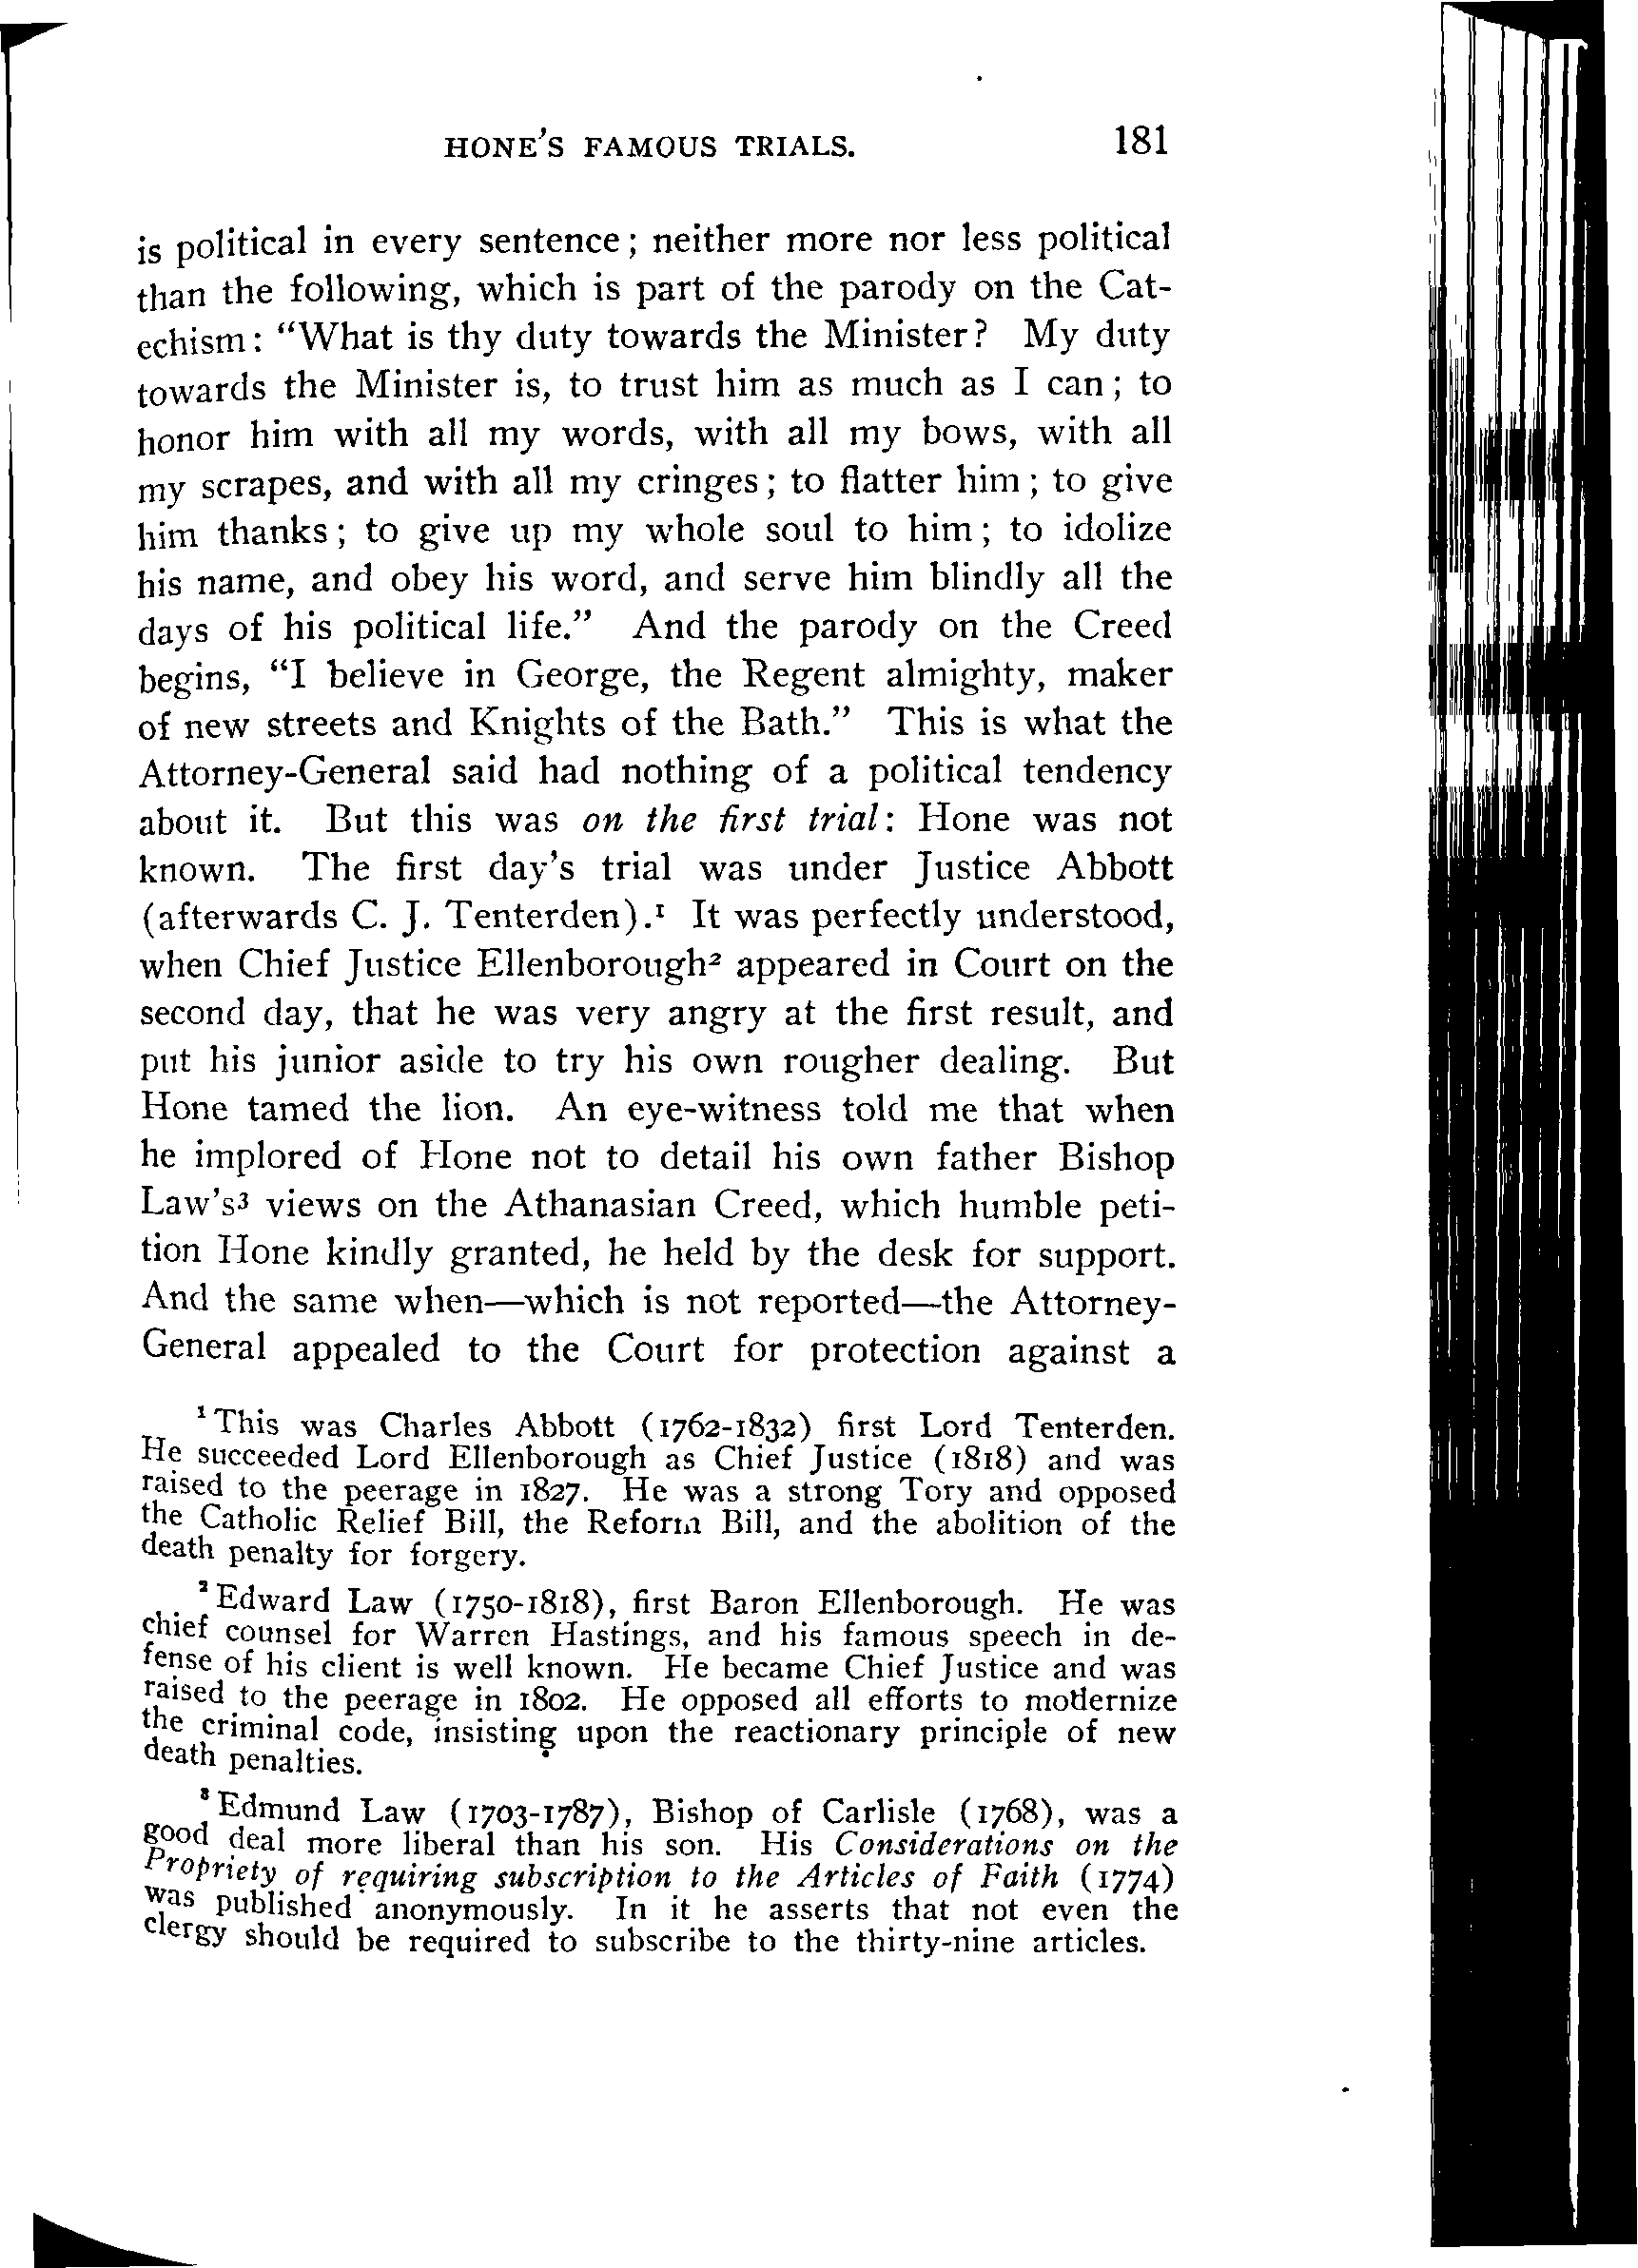 HONE'S FAMOUS TRIALS. 181
is political in every sentence; neither more nor less political
than the following, which is part of the parody on the Cat-
echism: "What is thy duty towards the Minister? My duty
towards the Minister is, to trust him as much as I can; to
honor him with all my words, with all my bows, with all
my scrapes, and with all my cringes; to flatter him; to give
him thanks; to give up my whole soul to him; to idolize
his name, and obey his word, and serve him blindly all the
days of his political life." And the parody on the Creed
begins, "I believe in George, the Regent almighty, maker
of new streets and Knights of the Bath." This is what the
Attorney-General said had nothing of a political tendency
about it. But this was on the first trial: Hone was not
known. The first day's trial was under Justice Abbott
(afterwards C. J. Tenterden).¹ It was perfectly understood,
when Chief Justice Ellenborough² appeared in Court on the
second day, that he was very angry at the first result, and
put his junior aside to try his own rougher dealing. But
Hone tamed the lion. An eye-witness told me that when
he implored of Hone not to detail his own father Bishop
Law's³ views on the Athanasian Creed, which humble peti-
tion Hone kindly granted, he held by the desk for support.
And the same when—which is not reported—the Attorney-
General appealed to the Court for protection against a
¹ This was Charles Abbott (1762-1832) first Lord Tenterden.
He succeeded Lord Ellenborough as Chief Justice (1818) and was
raised to the peerage in 1827. He was a strong Tory and opposed
the Catholic Relief Bill, the Reform Bill, and the abolition of the
death penalty for forgery.
² Edward Law (1750-1818), first Baron Ellenborough. He was
chief counsel for Warren Hastings, and his famous speech in de-
fense of his client is well known. He became Chief Justice and was
raised to the peerage in 1802. He opposed all efforts to modernize
the criminal code, insisting upon the reactionary principle of new
death penalties.
³ Edmund Law (1703-1787), Bishop of Carlisle (1768), was a
good deal more liberal than his son. His Considerations on the
Propriety of requiring subscription to the Articles of Faith (1774)
was published anonymously. In it he asserts that not even the
clergy should be required to subscribe to the thirty-nine articles.